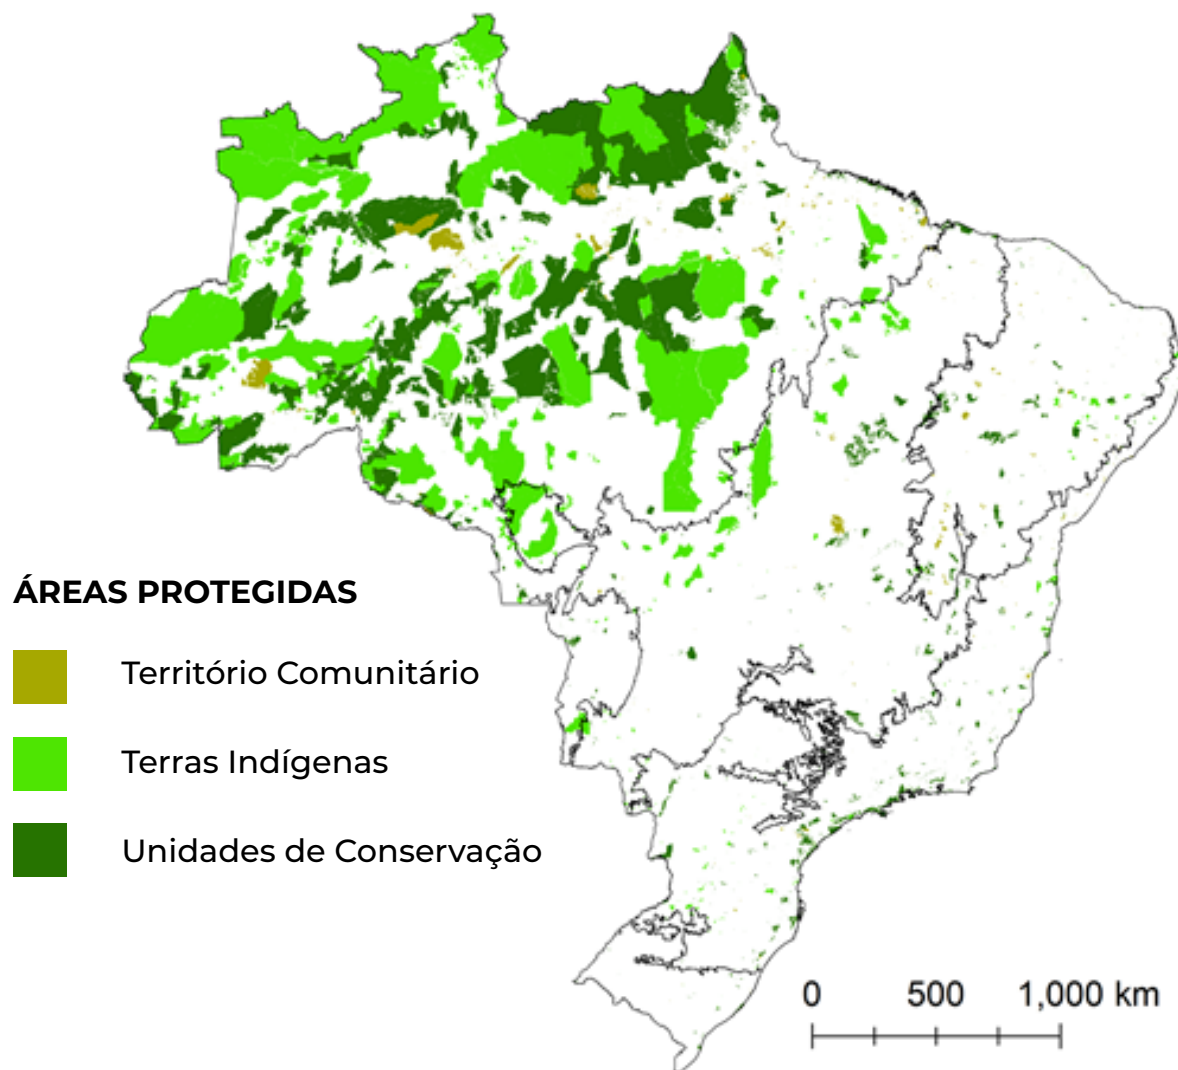 ÁREAS PROTEGIDAS
Território Comunitário
Terras Indígenas
Unidades de Conservação
0 500 1,000 km